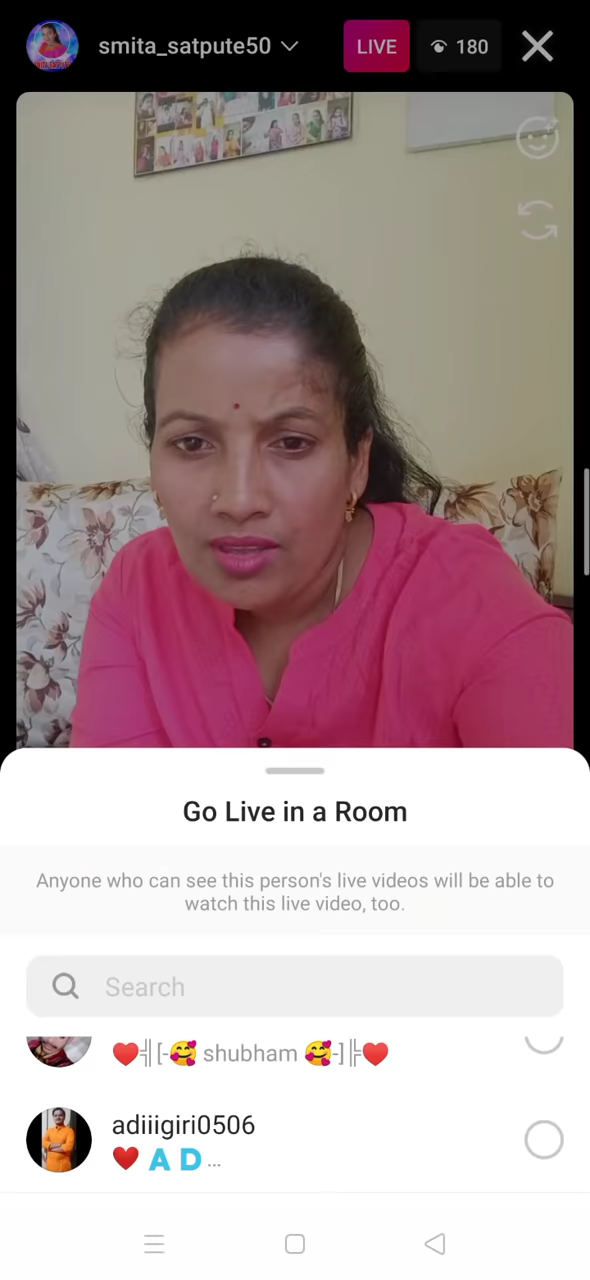 smita_satpute50
LIVE
180
Go Live in a Room
Anyone who can see this person's live videos will be able to
watch this live video, too.
Search
❤️╣[-🥰 shubham 🥰-]╠❤️
adiiigiri0506
❤️ A D ...